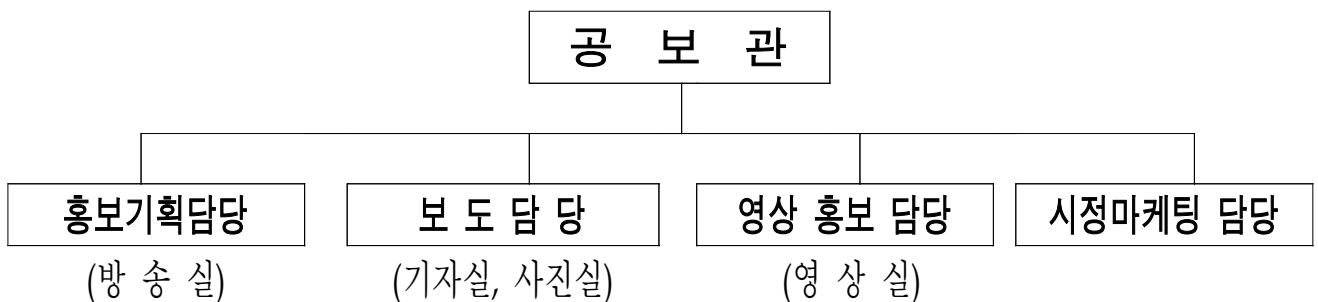 공 보 관
홍보기획담당 보 도 담 당 영상 홍보 담당 시정마케팅 담당
(방 송 실) (기자실, 사진실) (영 상 실)